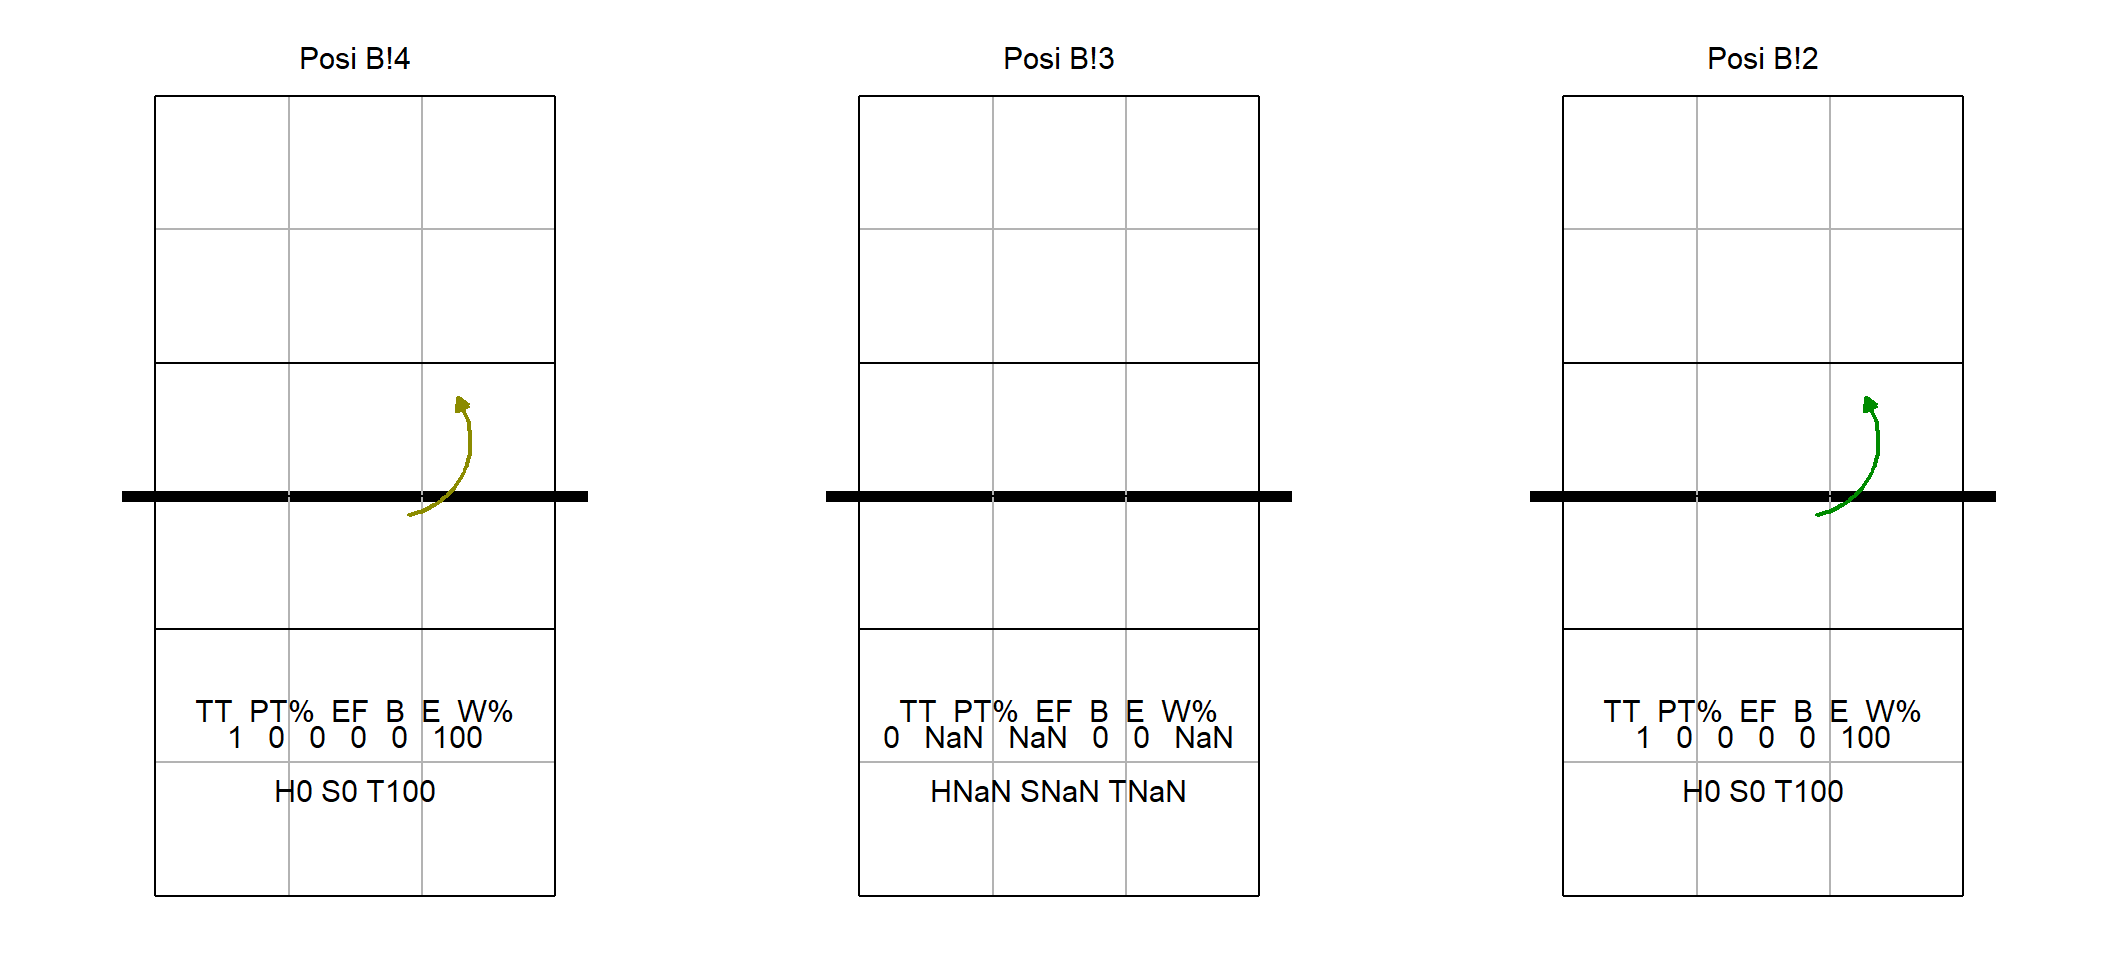 Posi B!4
Posi B!3
Posi B!2
TT PT% EF B E W%
1 0 0 0 0 100
H0 S0 T100
TT PT% EF B E W%
0 NaN NaN 0 0 NaN
HNaN SNaN TNaN
TT PT% EF B E W%
1 0 0 0 0 100
H0 S0 T100